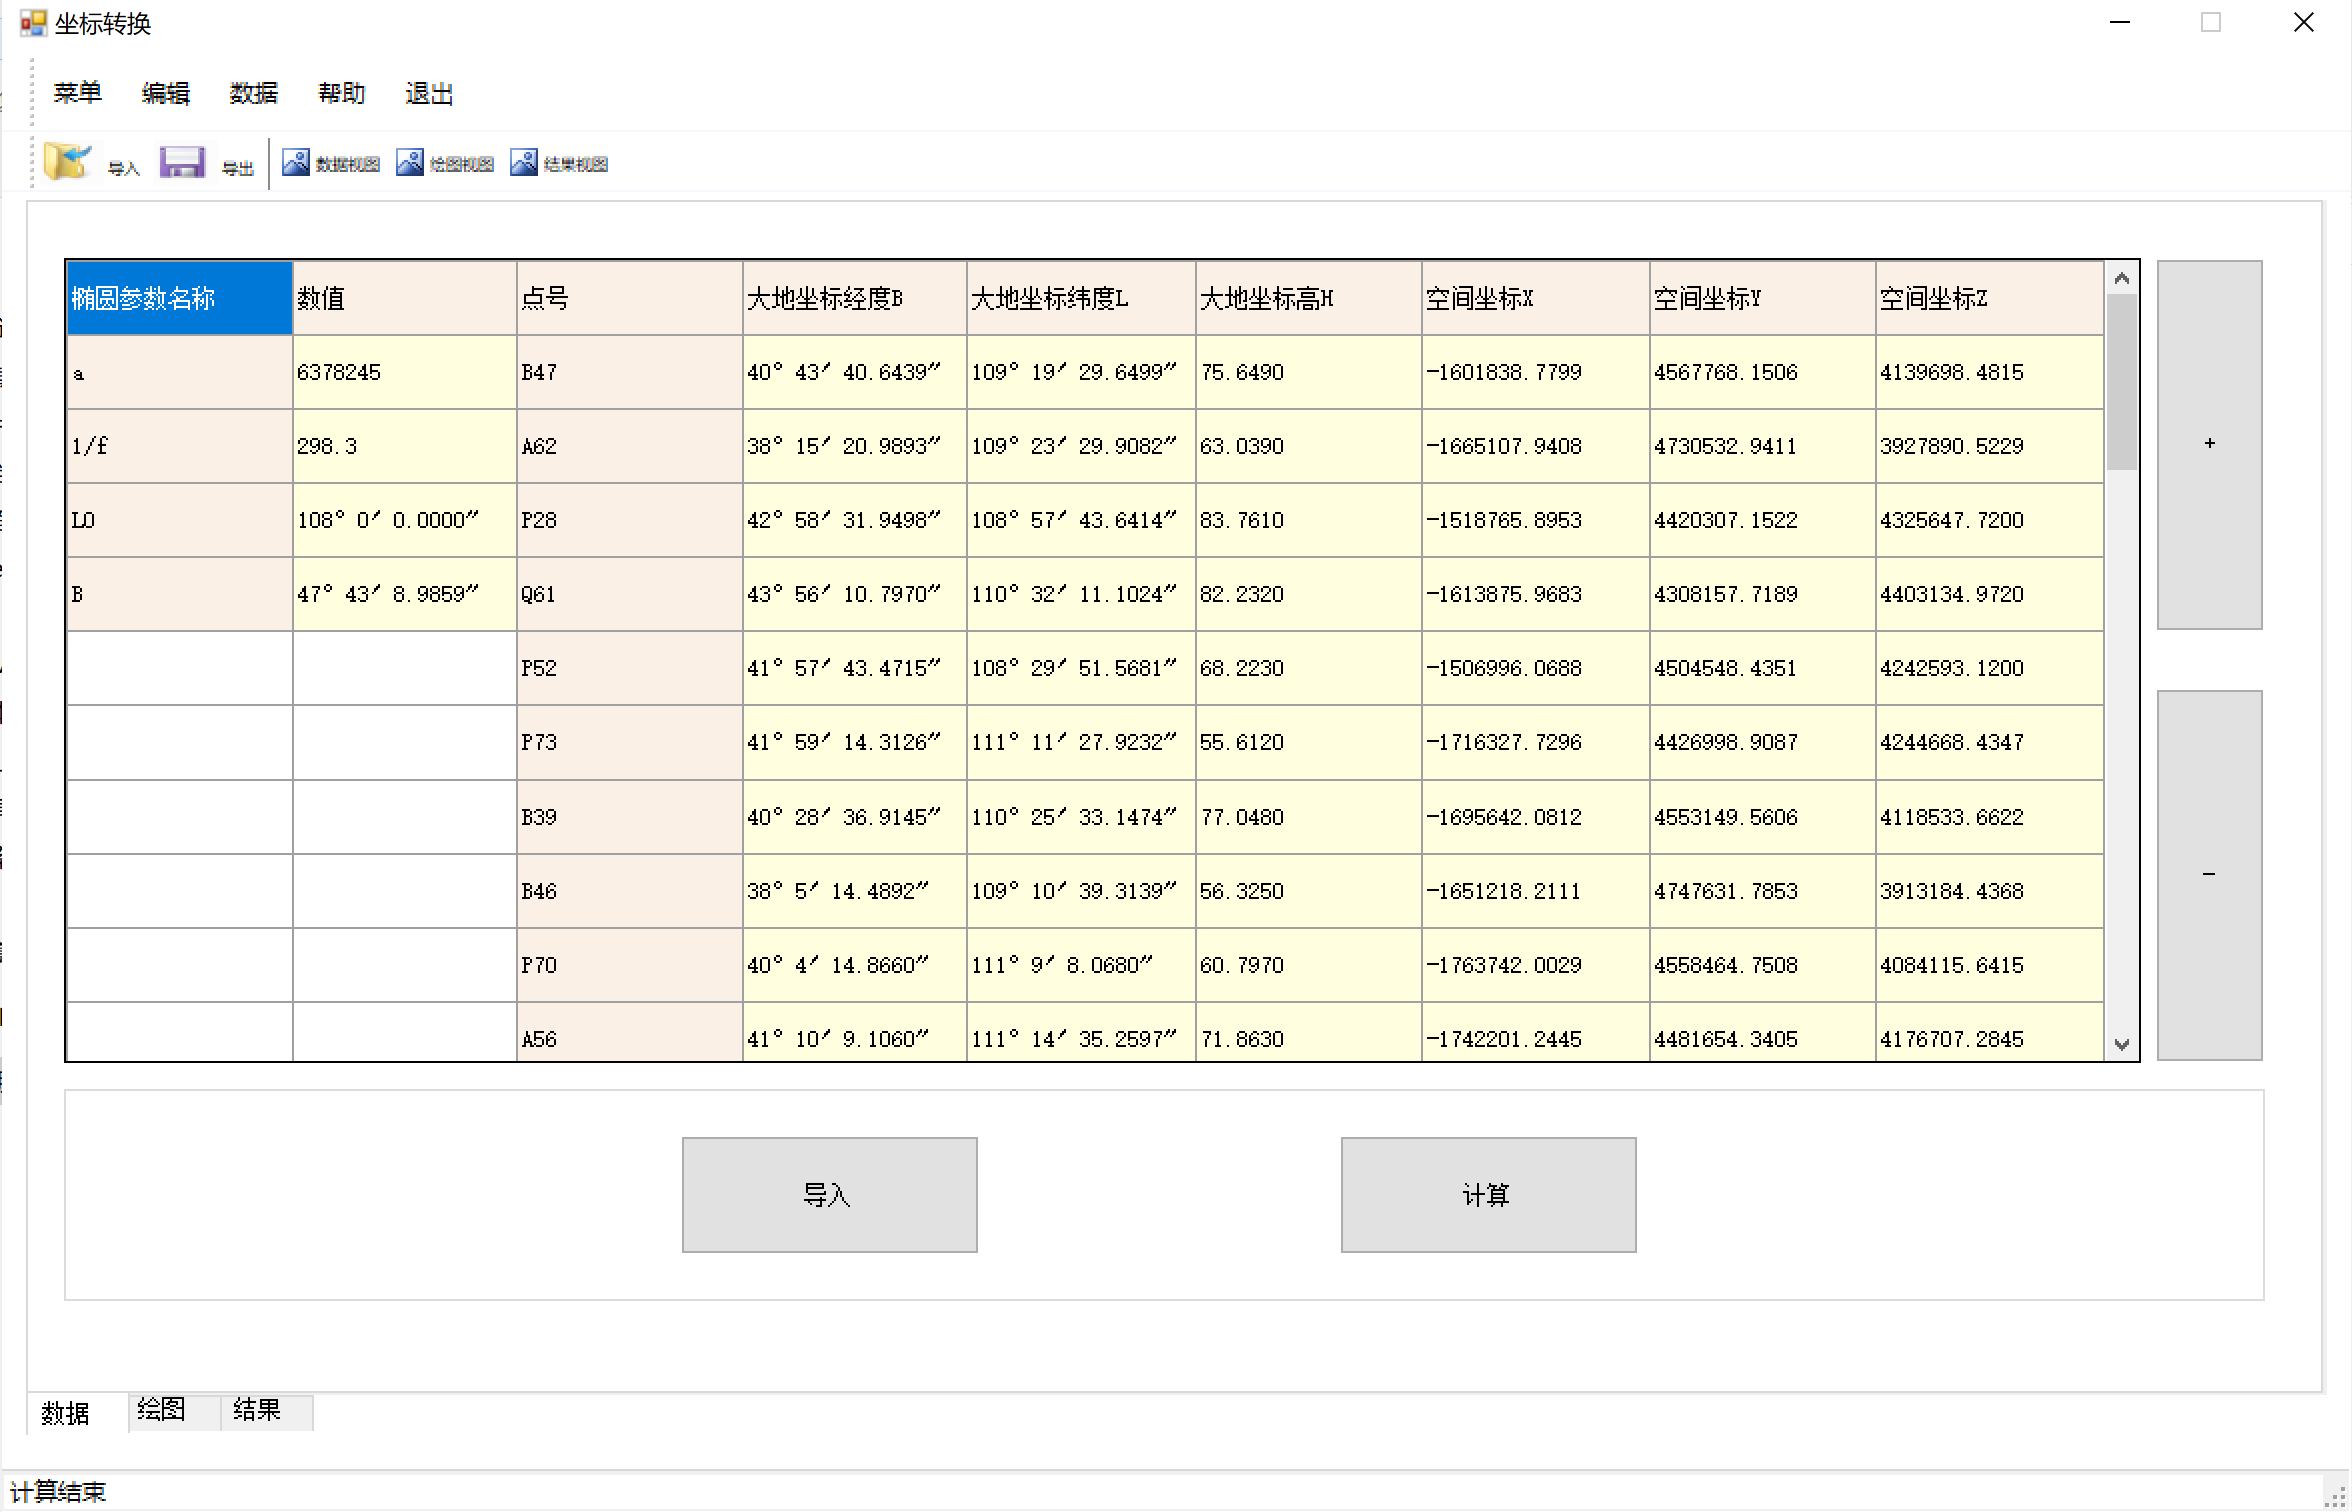 坐标转换
菜单 编辑 数据 帮助 退出
导入 导出 数据视图 绘图视图 结果视图
椭圆参数名称 数值 点号 大地坐标经度B 大地坐标纬度L 大地坐标高H 空间坐标X 空间坐标Y 空间坐标Z
a 6378245 B47 40° 43′ 40.6439″ 109° 19′ 29.6499″ 75.6490 -1601838.7799 4567768.1506 4139698.4815
1/f 298.3 A62 38° 15′ 20.9893″ 109° 23′ 29.9082″ 63.0390 -1665107.9408 4730532.9411 3927890.5229
L0 108° 0′ 0.0000″ P28 42° 58′ 31.9498″ 108° 57′ 43.6414″ 83.7610 -1518765.8953 4420307.1522 4325647.7200
B 47° 43′ 8.9859″ Q61 43° 56′ 10.7970″ 110° 32′ 11.1024″ 82.2320 -1613875.9683 4308157.7189 4403134.9720
P52 41° 57′ 43.4715″ 108° 29′ 51.5681″ 68.2230 -1506996.0688 4504548.4351 4242593.1200
P73 41° 59′ 14.3126″ 111° 11′ 27.9232″ 55.6120 -1716327.7296 4426998.9087 4244668.4347
B39 40° 28′ 36.9145″ 110° 25′ 33.1474″ 77.0480 -1695642.0812 4553149.5606 4118533.6622
B46 38° 5′ 14.4892″ 109° 10′ 39.3139″ 56.3250 -1651218.2111 4747631.7853 3913184.4368
P70 40° 4′ 14.8660″ 111° 9′ 8.0680″ 60.7970 -1763742.0029 4558464.7508 4084115.6415
A56 41° 10′ 9.1060″ 111° 14′ 35.2597″ 71.8630 -1742201.2445 4481654.3405 4176707.2845
+
-
导入 计算
数据 绘图 结果
计算结束